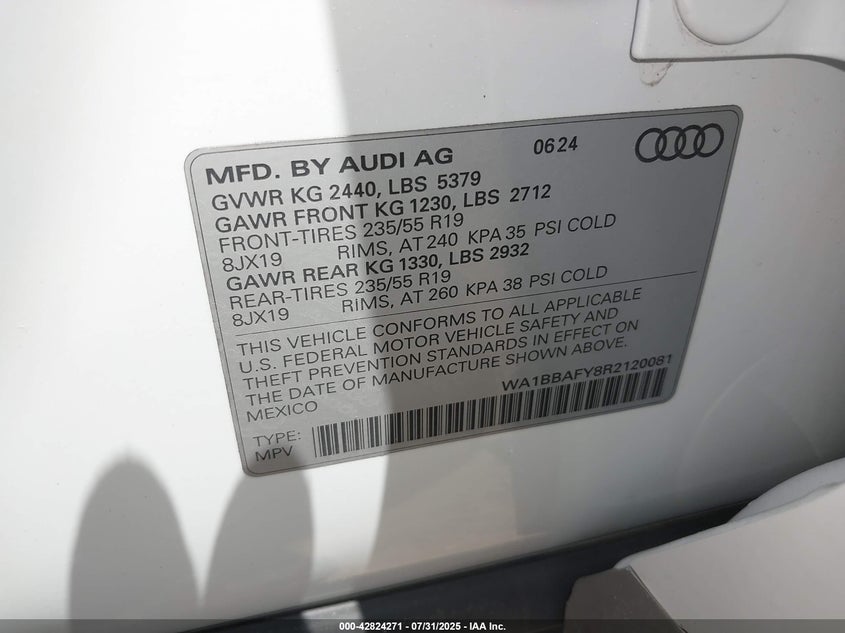 MFD. BY AUDI AG 0624
GVWR KG 2440, LBS 5379
GAWR FRONT KG 1230, LBS 2712
FRONT-TIRES 235/55 R19
8JX19 RIMS, AT 240 KPA 35 PSI COLD
GAWR REAR KG 1330, LBS 2932
REAR-TIRES 235/55 R19
8JX19 RIMS, AT 260 KPA 38 PSI COLD
THIS VEHICLE CONFORMS TO ALL APPLICABLE
U.S. FEDERAL MOTOR VEHICLE SAFETY AND
THEFT PREVENTION STANDARDS IN EFFECT ON
THE DATE OF MANUFACTURE SHOWN ABOVE.
MEXICO WA1BBAFY8R2120081
TYPE:
MPV
000-42824271 - 07/31/2025 - IAA Inc.